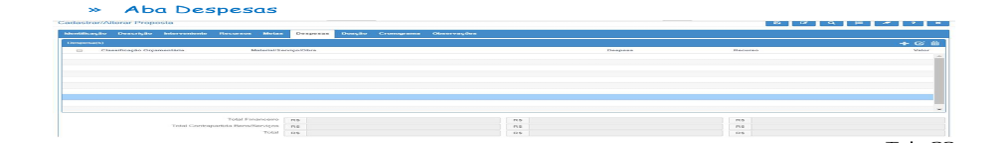 » Aba Despesas
Cadastrar/Alterar Proposta
Identificação Descrição Interveniente Recursos Metas Despesas Doação Cronograma Observações
Despesa(s)
Classificação Orçamentária Material/Serviço/Obra Despesa Recurso Valor
Total Financeiro R$ R$ R$
Total Contrapartida Bens/Serviços R$ R$ R$
Total R$ R$ R$